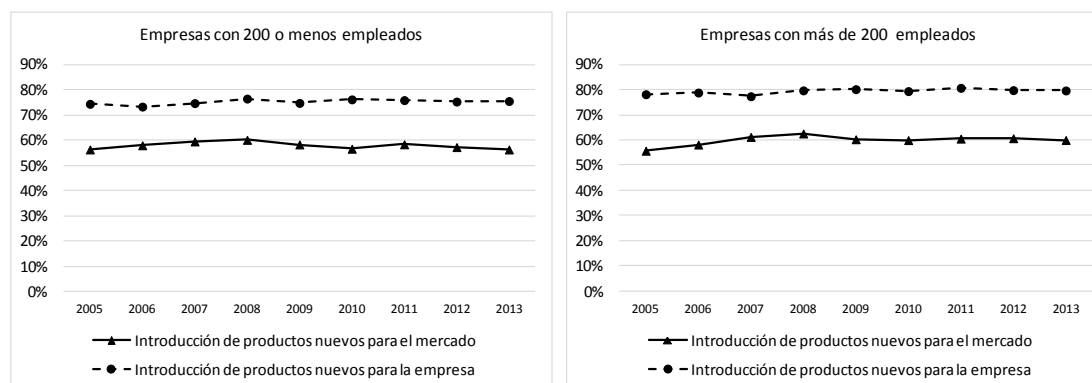 Empresas con 200 o menos empleados
90%
80%
70%
60%
50%
40%
30%
20%
10%
0%
2005 2006 2007 2008 2009 2010 2011 2012 2013
Introducción de productos nuevos para el mercado
Introducción de productos nuevos para la empresa
Empresas con más de 200 empleados
90%
80%
70%
60%
50%
40%
30%
20%
10%
0%
2005 2006 2007 2008 2009 2010 2011 2012 2013
Introducción de productos nuevos para el mercado
Introducción de productos nuevos para la empresa